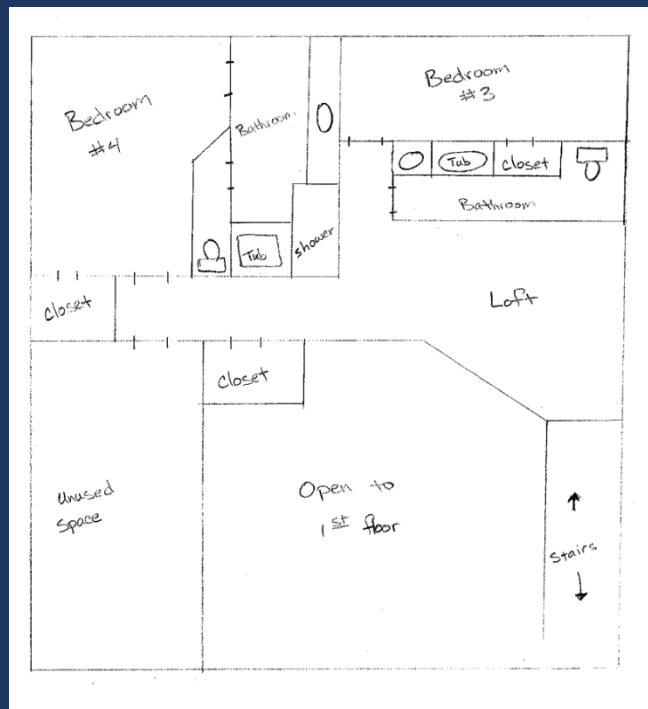 Bedroom
#4
Bathroom.
Bedroom
#3
Tub
closet
Bathroom
Tub
shower
closet
Loft
Closet
unused
space
Open to
1st floor
Stairs